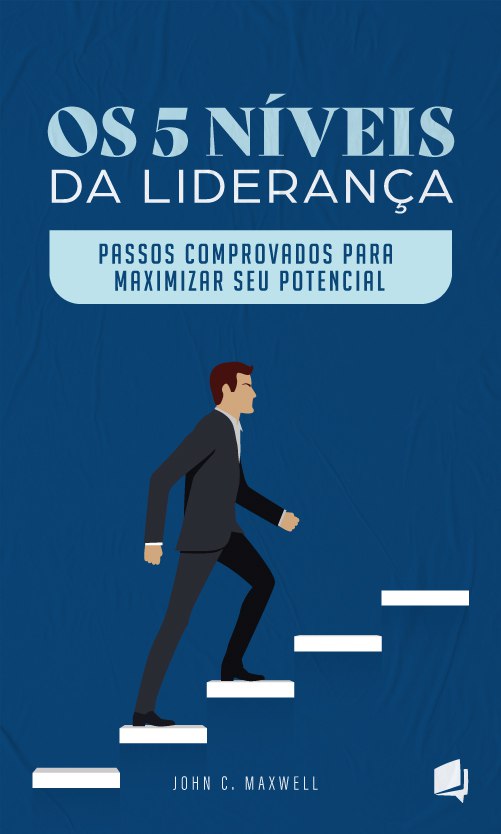 OS 5 NÍVEIS
DA LIDERANÇA
PASSOS COMPROVADOS PARA
MAXIMIZAR SEU POTENCIAL
JOHN C. MAXWELL